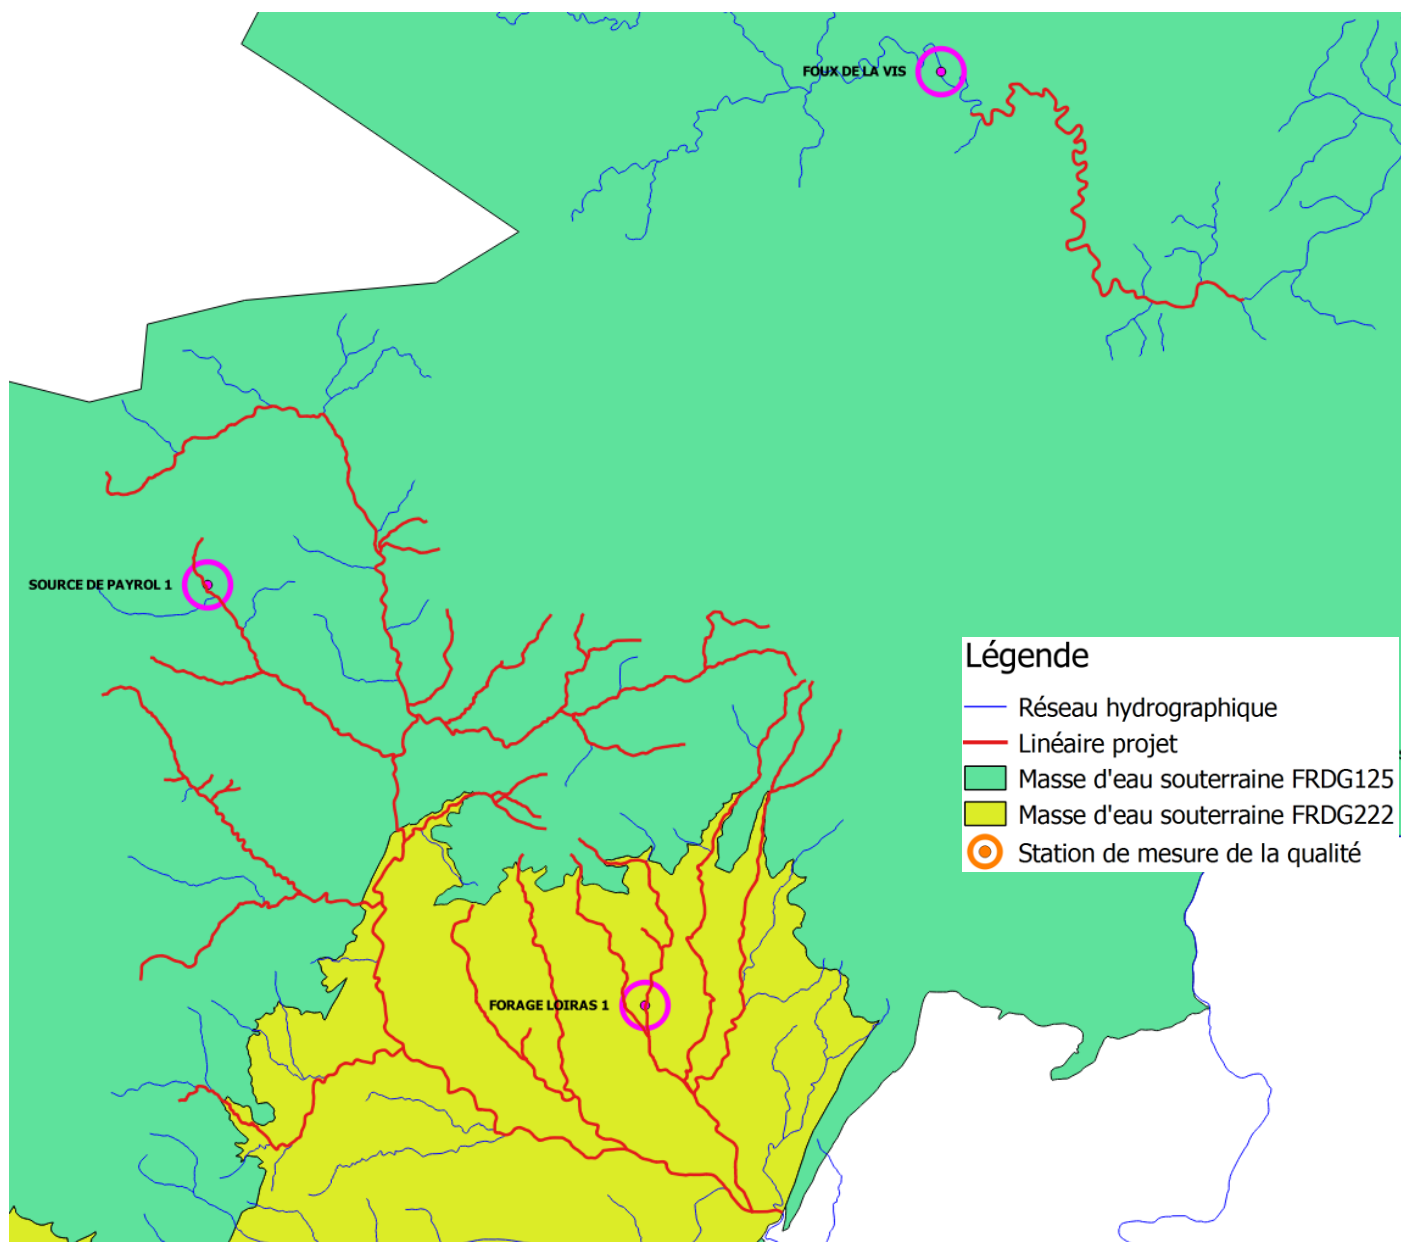 FOUX DE LA VIS
SOURCE DE PAYROL 1
Légende
Réseau hydrographique
Linéaire projet
Masse d'eau souterraine FRDG125
Masse d'eau souterraine FRDG222
Station de mesure de la qualité
FORAGE LOIRAS 1